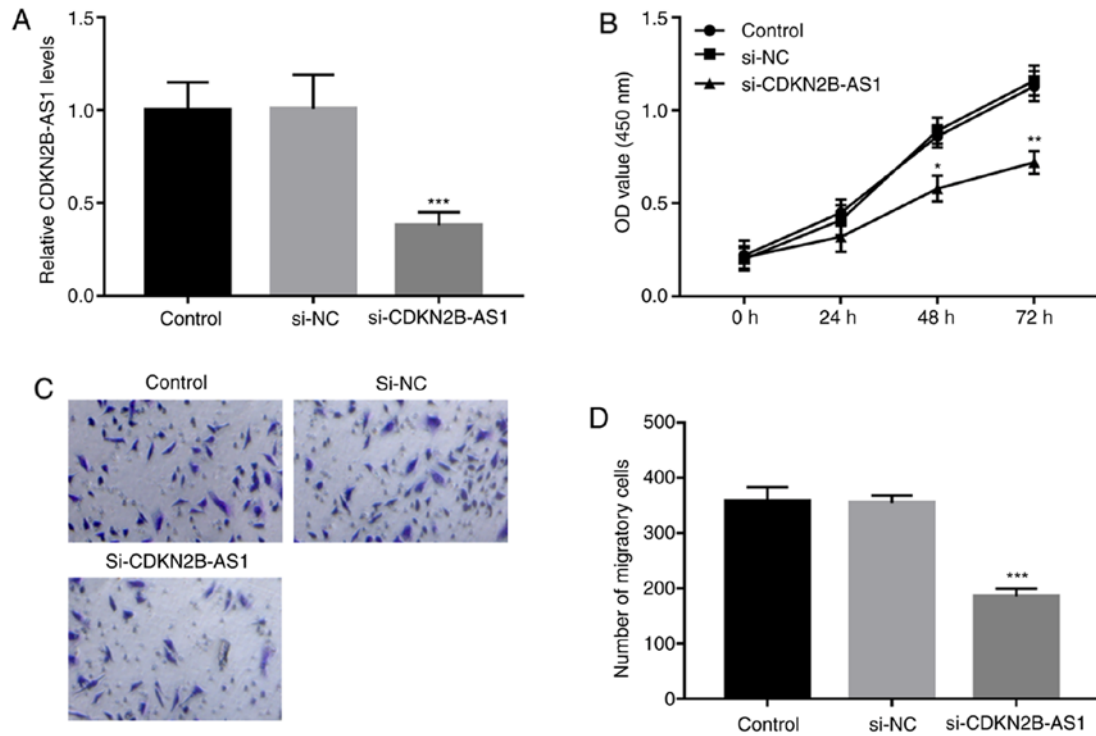 A
Relative CDKN2B-AS1 levels
1.5
1.0
0.5
0.0
***
Control
si-NC
si-CDKN2B-AS1
B
OD value (450 nm)
1.5
1.0
0.5
0.0
Control
si-NC
si-CDKN2B-AS1
*
**
0 h
24 h
48 h
72 h
C
Control
Si-NC
Si-CDKN2B-AS1
D
Number of migratory cells
500
400
300
200
100
0
***
Control
si-NC
si-CDKN2B-AS1